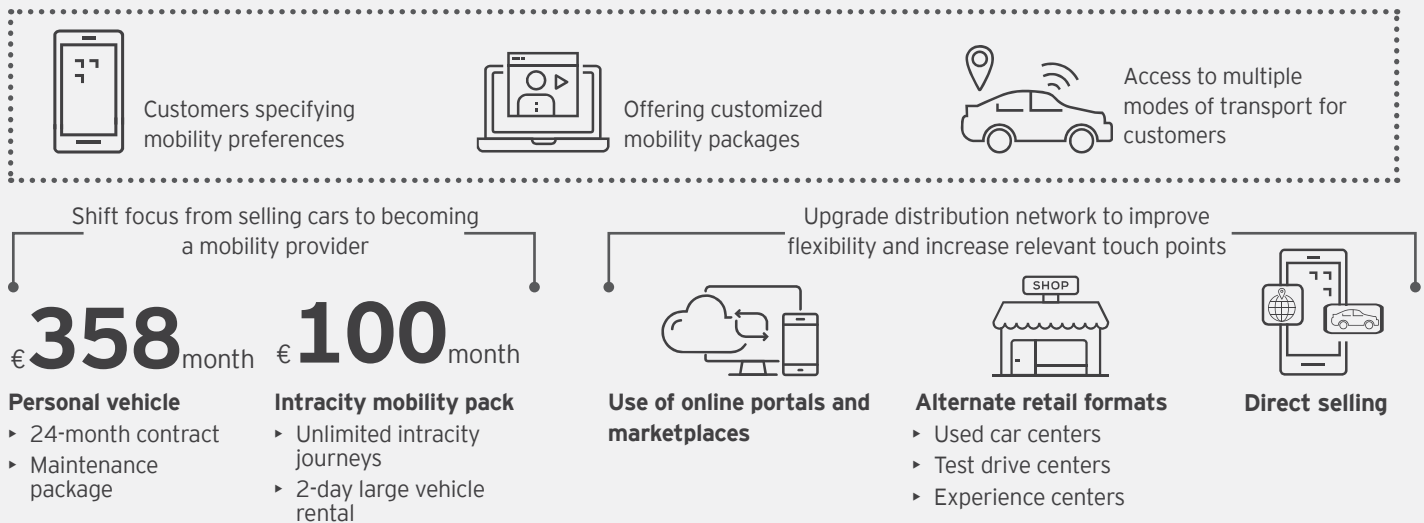 Customers specifying
mobility preferences
Offering customized
mobility packages
Access to multiple
modes of transport for
customers
Shift focus from selling cars to becoming
a mobility provider
€358month
€100month
Personal vehicle
‣ 24-month contract
‣ Maintenance
package
Intracity mobility pack
‣ Unlimited intracity
journeys
‣ 2-day large vehicle
rental
Upgrade distribution network to improve
flexibility and increase relevant touch points
Use of online portals and
marketplaces
SHOP
Alternate retail formats
‣ Used car centers
‣ Test drive centers
‣ Experience centers
Direct selling